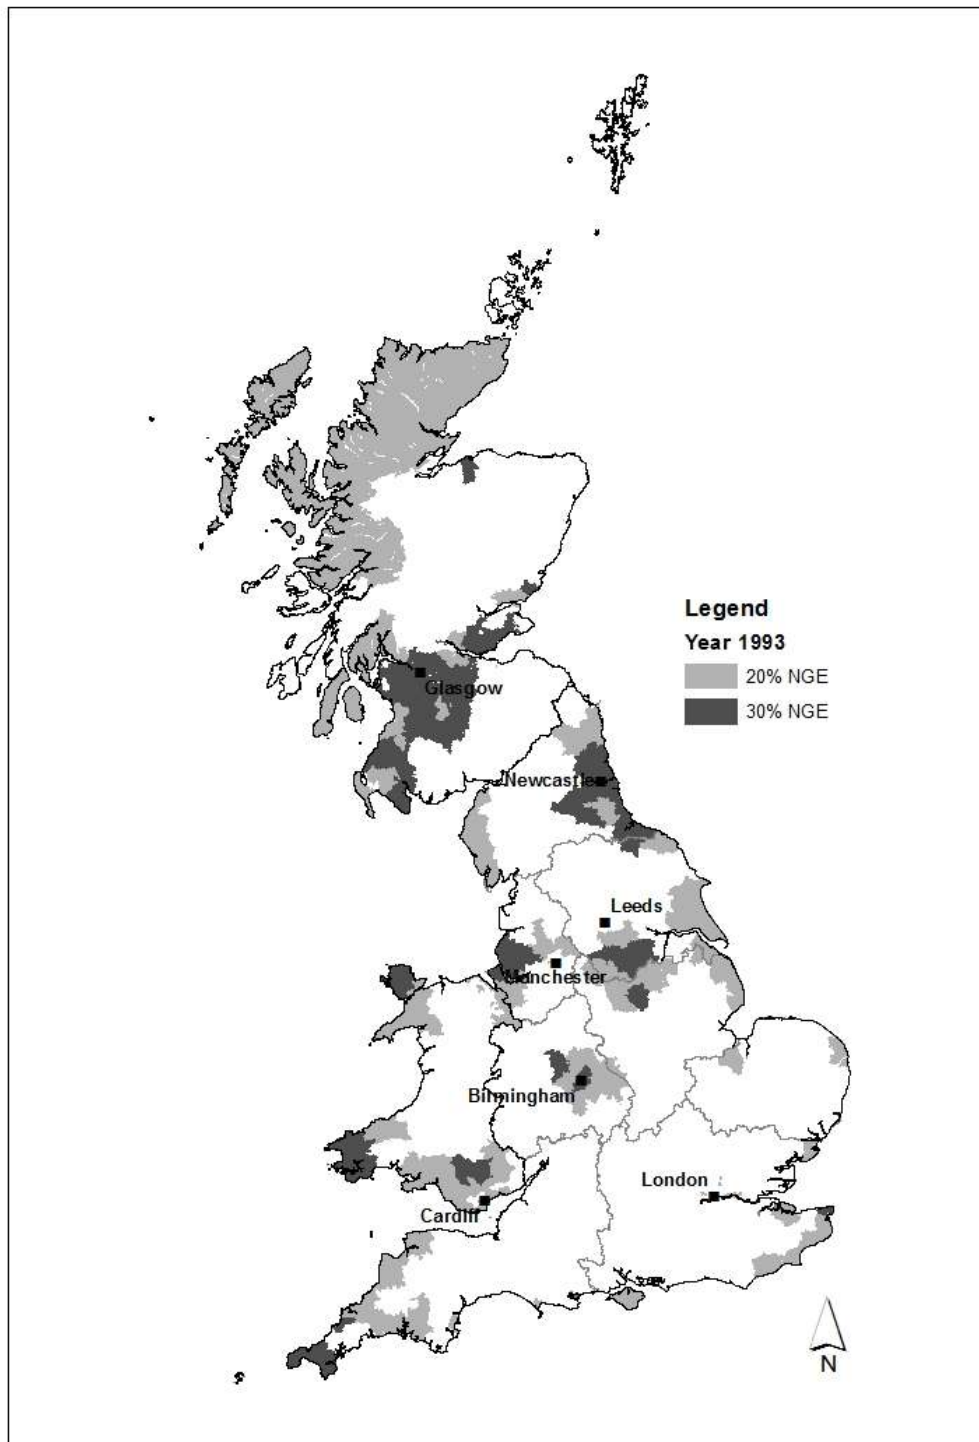 Legend
Year 1993
20% NGE
30% NGE
Glasgow
Newcastle
Leeds
Manchester
Birmingham
London
Cardiff
N